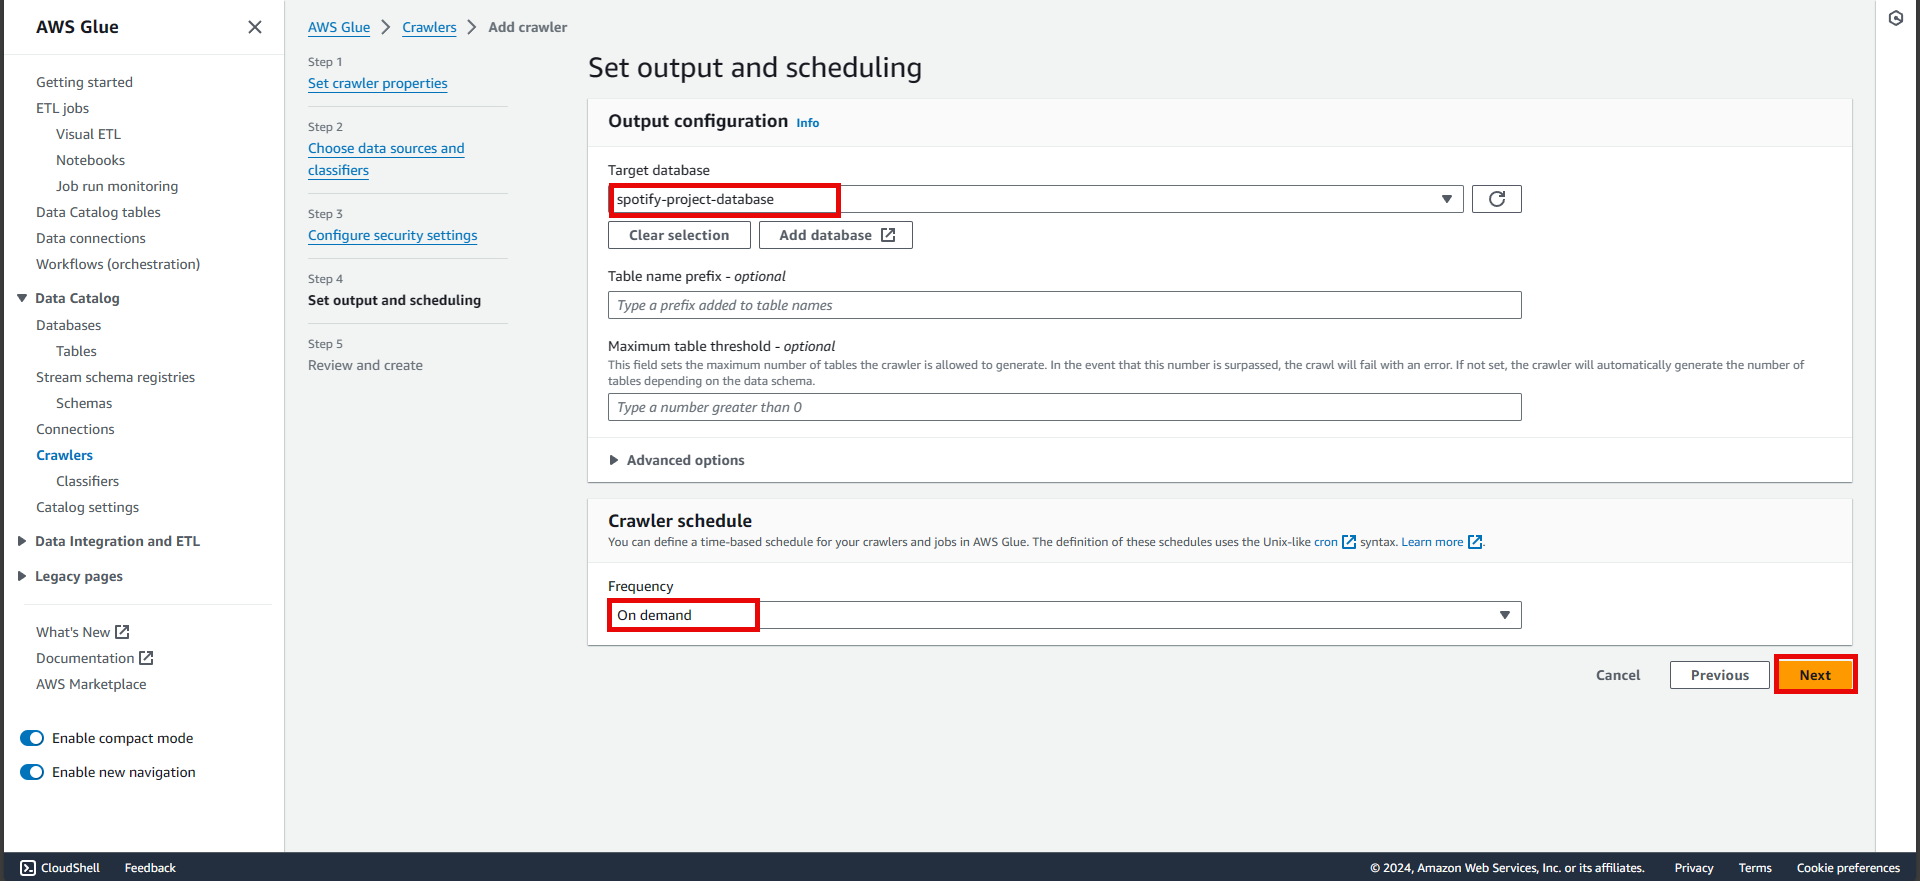 AWS Glue
Getting started
ETL jobs
Visual ETL
Notebooks
Job run monitoring
Data Catalog tables
Data connections
Workflows (orchestration)
Data Catalog
Databases
Tables
Stream schema registries
Schemas
Connections
Crawlers
Classifiers
Catalog settings
Data Integration and ETL
Legacy pages
What's New
Documentation
AWS Marketplace
Enable compact mode
Enable new navigation
AWS Glue > Crawlers > Add crawler
Step 1
Set crawler properties
Step 2
Choose data sources and
classifiers
Step 3
Configure security settings
Step 4
Set output and scheduling
Step 5
Review and create
Set output and scheduling
Output configuration Info
Target database
spotify-project-database
Clear selection Add database
Table name prefix - optional
Type a prefix added to table names
Maximum table threshold - optional
This field sets the maximum number of tables the crawler is allowed to generate. In the event that this number is surpassed, the crawl will fail with an error. If not set, the crawler will automatically generate the number of
tables depending on the data schema.
Type a number greater than 0
Advanced options
Crawler schedule
You can define a time-based schedule for your crawlers and jobs in AWS Glue. The definition of these schedules uses the Unix-like cron syntax. Learn more .
Frequency
On demand
Cancel Previous Next
CloudShell Feedback © 2024, Amazon Web Services, Inc. or its affiliates. Privacy Terms Cookie preferences